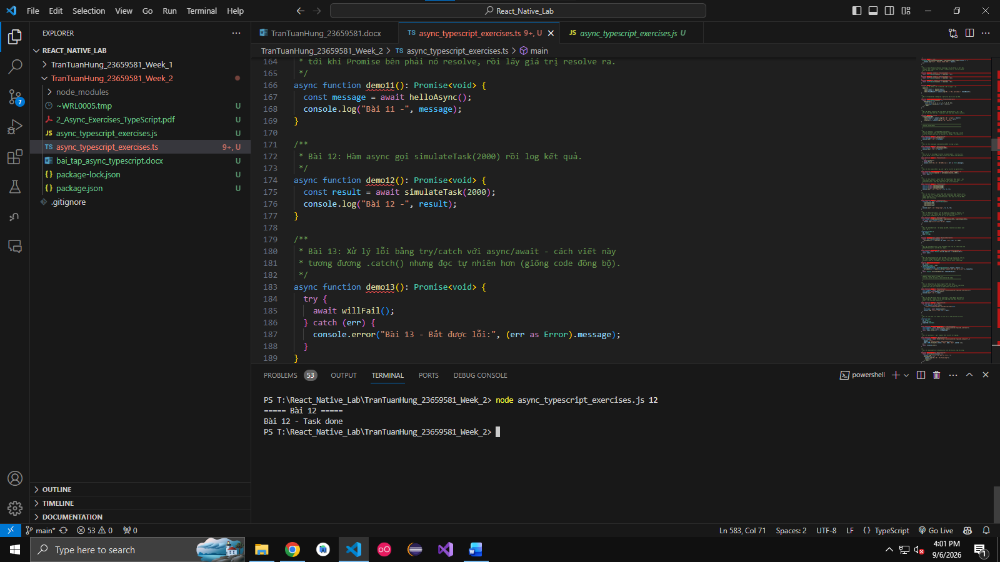 File Edit Selection View Go Run Terminal Help
React_Native_Lab
EXPLORER
REACT_NATIVE_LAB
TranTuanHung_23659581_Week_1
TranTuanHung_23659581_Week_2
node_modules
~WRL0005.tmp U
2_Async_Exercises_TypeScript.pdf U
JS async_typescript_exercises.js U
TS async_typescript_exercises.ts 9+, U
bai_tap_async_typescript.docx U
{} package-lock.json U
{} package.json U
.gitignore
OUTLINE
TIMELINE
DOCUMENTATION
TranTuanHung_23659581.docx
TS async_typescript_exercises.ts 9+, U
JS async_typescript_exercises.js U
TranTuanHung_23659581_Week_2 > TS async_typescript_exercises.ts > main
164 * tới khi Promise bên phải nó resolve, rồi lấy giá trị resolve ra.
165 */
166 async function demo11(): Promise<void> {
167 const message = await helloAsync();
168 console.log("Bài 11 -", message);
169 }
170
171 /**
172 * Bài 12: Hàm async gọi simulateTask(2000) rồi log kết quả.
173 */
174 async function demo12(): Promise<void> {
175 const result = await simulateTask(2000);
176 console.log("Bài 12 -", result);
177 }
178
179 /**
180 * Bài 13: Xử lý lỗi bằng try/catch với async/await - cách viết này
181 * tương đương .catch() nhưng đọc tự nhiên hơn (giống code đồng bộ).
182 */
183 async function demo13(): Promise<void> {
184 try {
185 await willFail();
186 } catch (err) {
187 console.error("Bài 13 - Bắt được lỗi:", (err as Error).message);
188 }
189 }
PROBLEMS 53 OUTPUT TERMINAL PORTS DEBUG CONSOLE
powershell
PS T:\React_Native_Lab\TranTuanHung_23659581_Week_2> node async_typescript_exercises.js 12
===== Bài 12 =====
Bài 12 - Task done
PS T:\React_Native_Lab\TranTuanHung_23659581_Week_2>
7
main* 53 0 0
Ln 583, Col 71 Spaces: 2 UTF-8 LF {} TypeScript Go Live
Type here to search
4:01 PM
9/6/2026
1